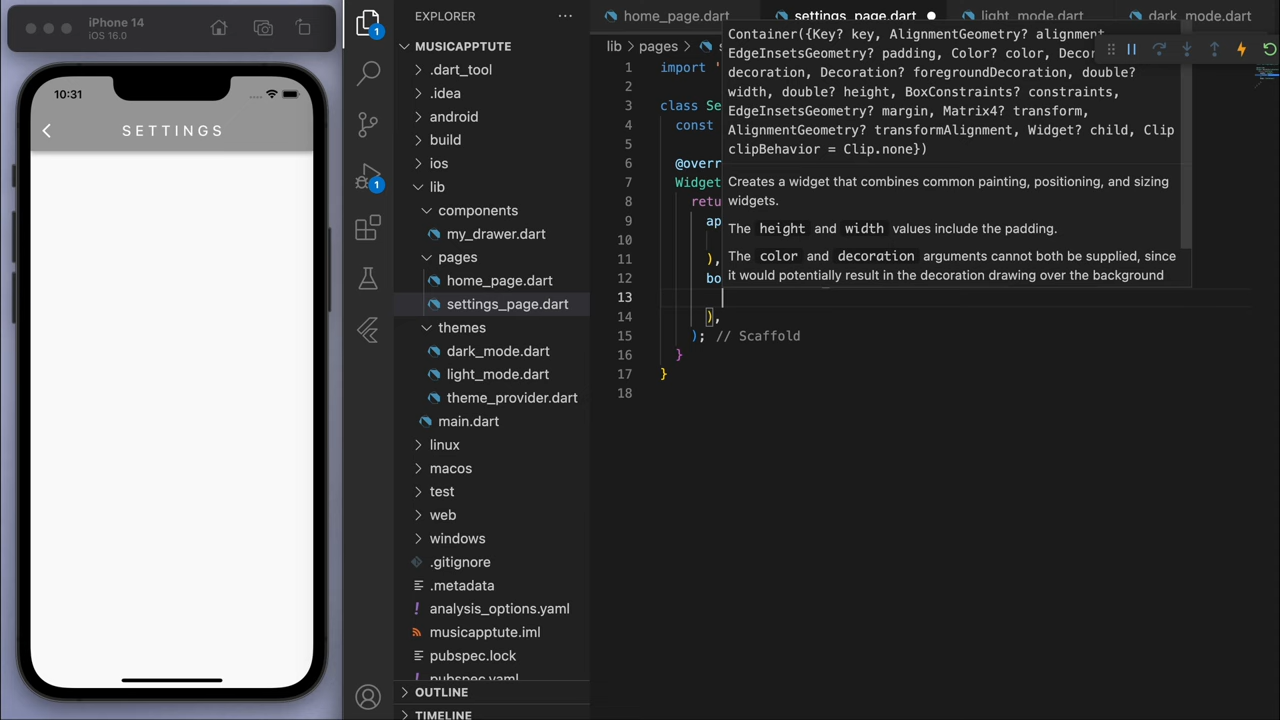 iPhone 14
iOS 16.0
10:31
SETTINGS
EXPLORER
MUSICAPPTUTE
.dart_tool
.idea
android
build
ios
lib
components
my_drawer.dart
pages
home_page.dart
settings_page.dart
themes
dark_mode.dart
light_mode.dart
theme_provider.dart
main.dart
linux
macos
test
web
windows
.gitignore
.metadata
! analysis_options.yaml
musicapptute.iml
pubspec.lock
! pubspec.yaml
OUTLINE
TIMELINE
1
1
home_page.dart
settings_page.dart
light_mode.dart
dark_mode.dart
lib > pages >
Container({Key? key, AlignmentGeometry? alignment,
EdgeInsetsGeometry? padding, Color? color,
decoration, Decoration? foregroundDecoration, double?
width, double? height, BoxConstraints? constraints,
EdgeInsetsGeometry? margin, Matrix4? transform,
AlignmentGeometry? transformAlignment, Widget? child, Clip
clipBehavior = Clip.none})
Creates a widget that combines common painting, positioning, and sizing
widgets.
The height and width values include the padding.
The color and decoration arguments cannot both be supplied, since
it would potentially result in the decoration drawing over the background
1 import '
2
3 class Se
4 const
5
6 @overr
7 Widget
8 retu
9 ap
10
11 ),
12 bo
13
14 ),
15 ); // Scaffold
16 }
17 }
18